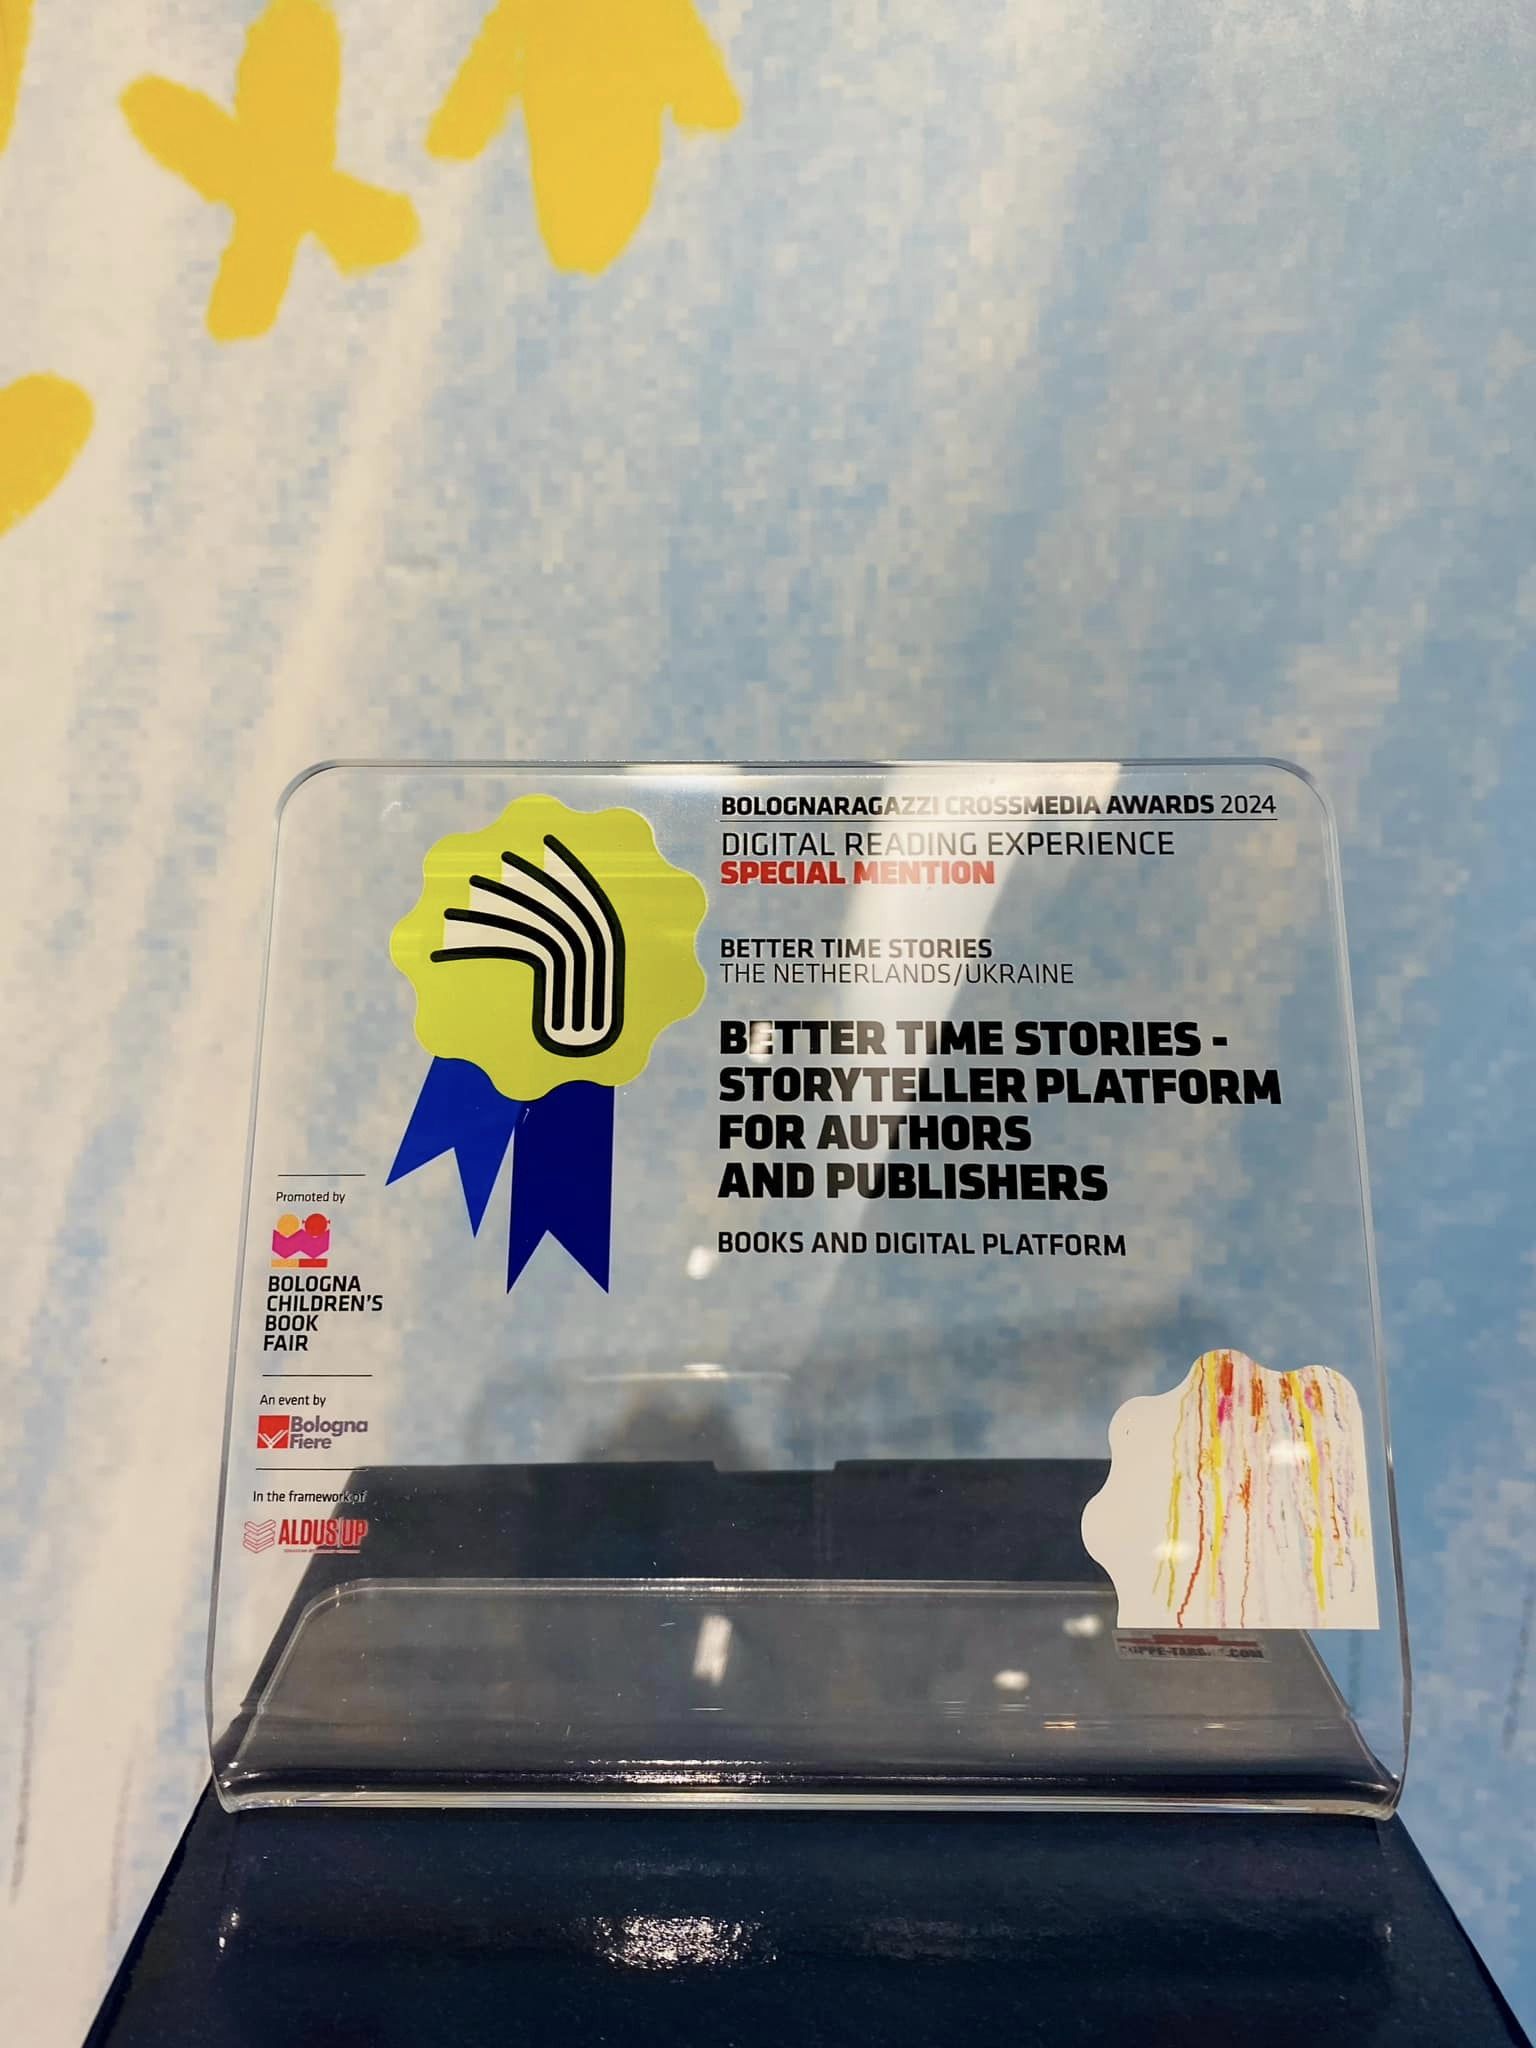 BOLOGNARAGAZZI CROSSMEDIA AWARDS 2024
DIGITAL READING EXPERIENCE
SPECIAL MENTION
BETTER TIME STORIES
THE NETHERLANDS/UKRAINE
BETTER TIME STORIES -
STORYTELLER PLATFORM
FOR AUTHORS
AND PUBLISHERS
BOOKS AND DIGITAL PLATFORM
Promoted by
BOLOGNA
CHILDREN'S
BOOK
FAIR
An event by
Bologna
Fiere
In the framework of
ALDUS UP